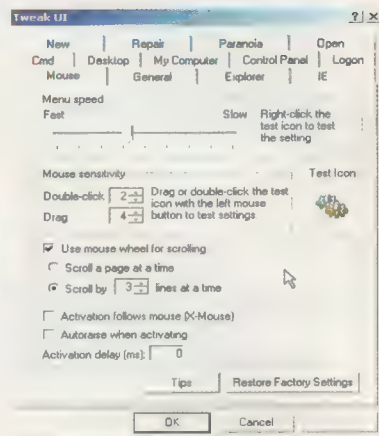 Tweak UI
New Repair Paranoia Open
Cmd Desktop My Computer Control Panel Logon
Mouse General Explorer IE
Menu speed
Fast Slow Right-click the
test icon to test
the setting
Mouse sensitivity Test Icon
Double-click 2 Drag or double-click the test
icon with the left mouse
Drag 4 button to test settings
Use mouse wheel for scrolling
Scroll a page at a time
Scroll by 3 lines at a time
Activation follows mouse (X-Mouse)
Autoraise when activating
Activation delay (ms): 0
Tips Restore Factory Settings
OK Cancel